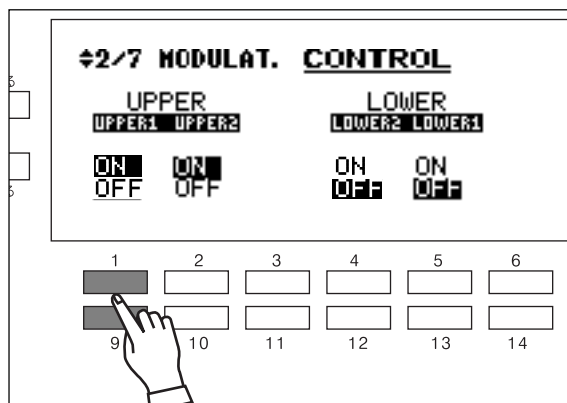 2/7 MODULAT. CONTROL
UPPER LOWER
UPPER1 UPPER2 LOWER2 LOWER1
ON ON ON ON
OFF OFF OFF OFF
1 2 3 4 5 6
9 10 11 12 13 14